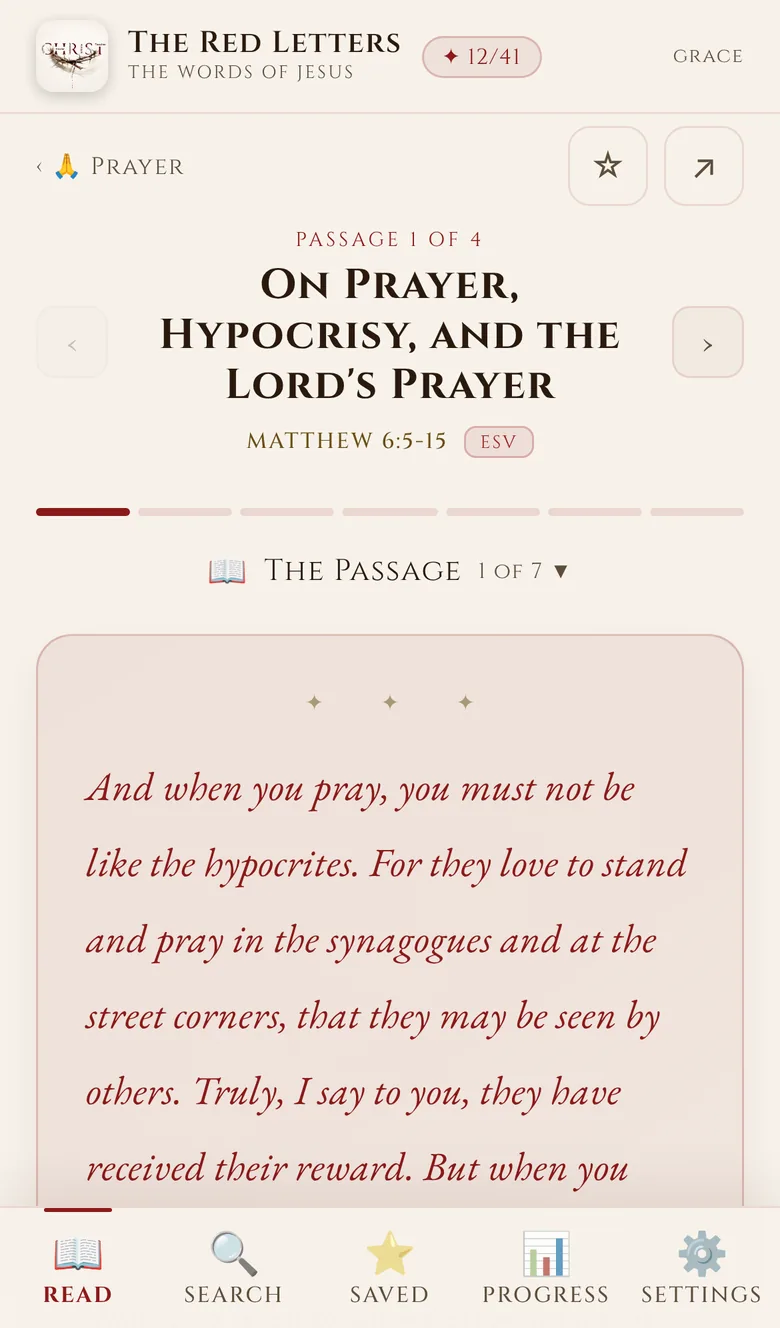 CHRIST
The Red Letters
The Words of Jesus
✦ 12/41
Grace
‹ 🙏 Prayer
☆
↗
Passage 1 of 4
On Prayer,
Hypocrisy, and the
Lord's Prayer
‹
›
Matthew 6:5-15
ESV
📖 The Passage 1 of 7 ▼
✦ ✦ ✦
And when you pray, you must not be
like the hypocrites. For they love to stand
and pray in the synagogues and at the
street corners, that they may be seen by
others. Truly, I say to you, they have
received their reward. But when you
Read
Search
Saved
Progress
Settings